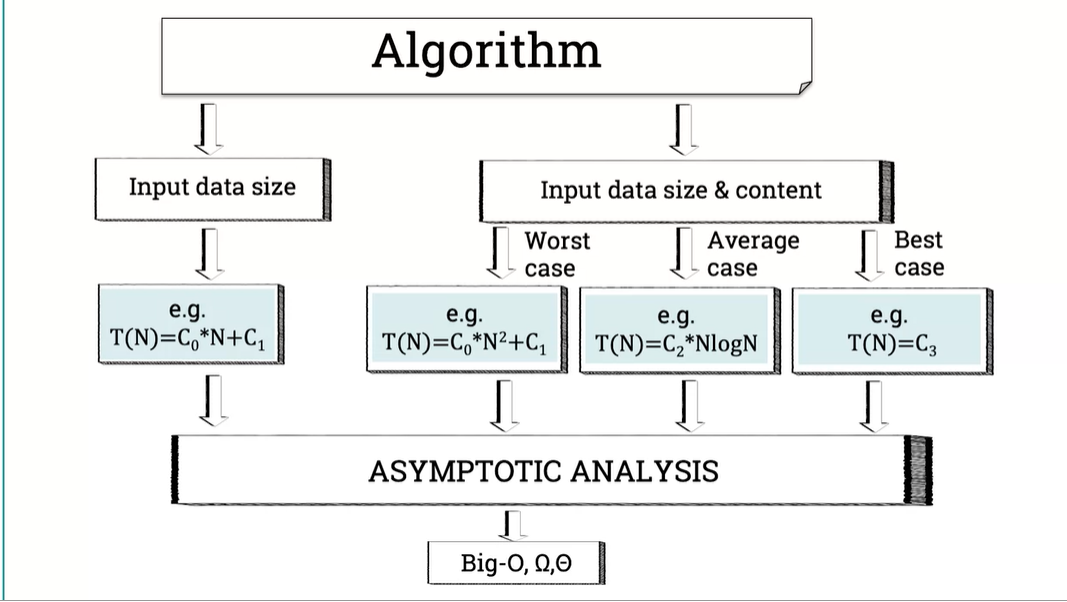 Algorithm
Input data size
Input data size & content
Worst
case
Average
case
Best
case
e.g.
T(N)=C₀*N+C₁
e.g.
T(N)=C₀*N²+C₁
e.g.
T(N)=C₂*NlogN
e.g.
T(N)=C₃
ASYMPTOTIC ANALYSIS
Big-O, Ω,Θ